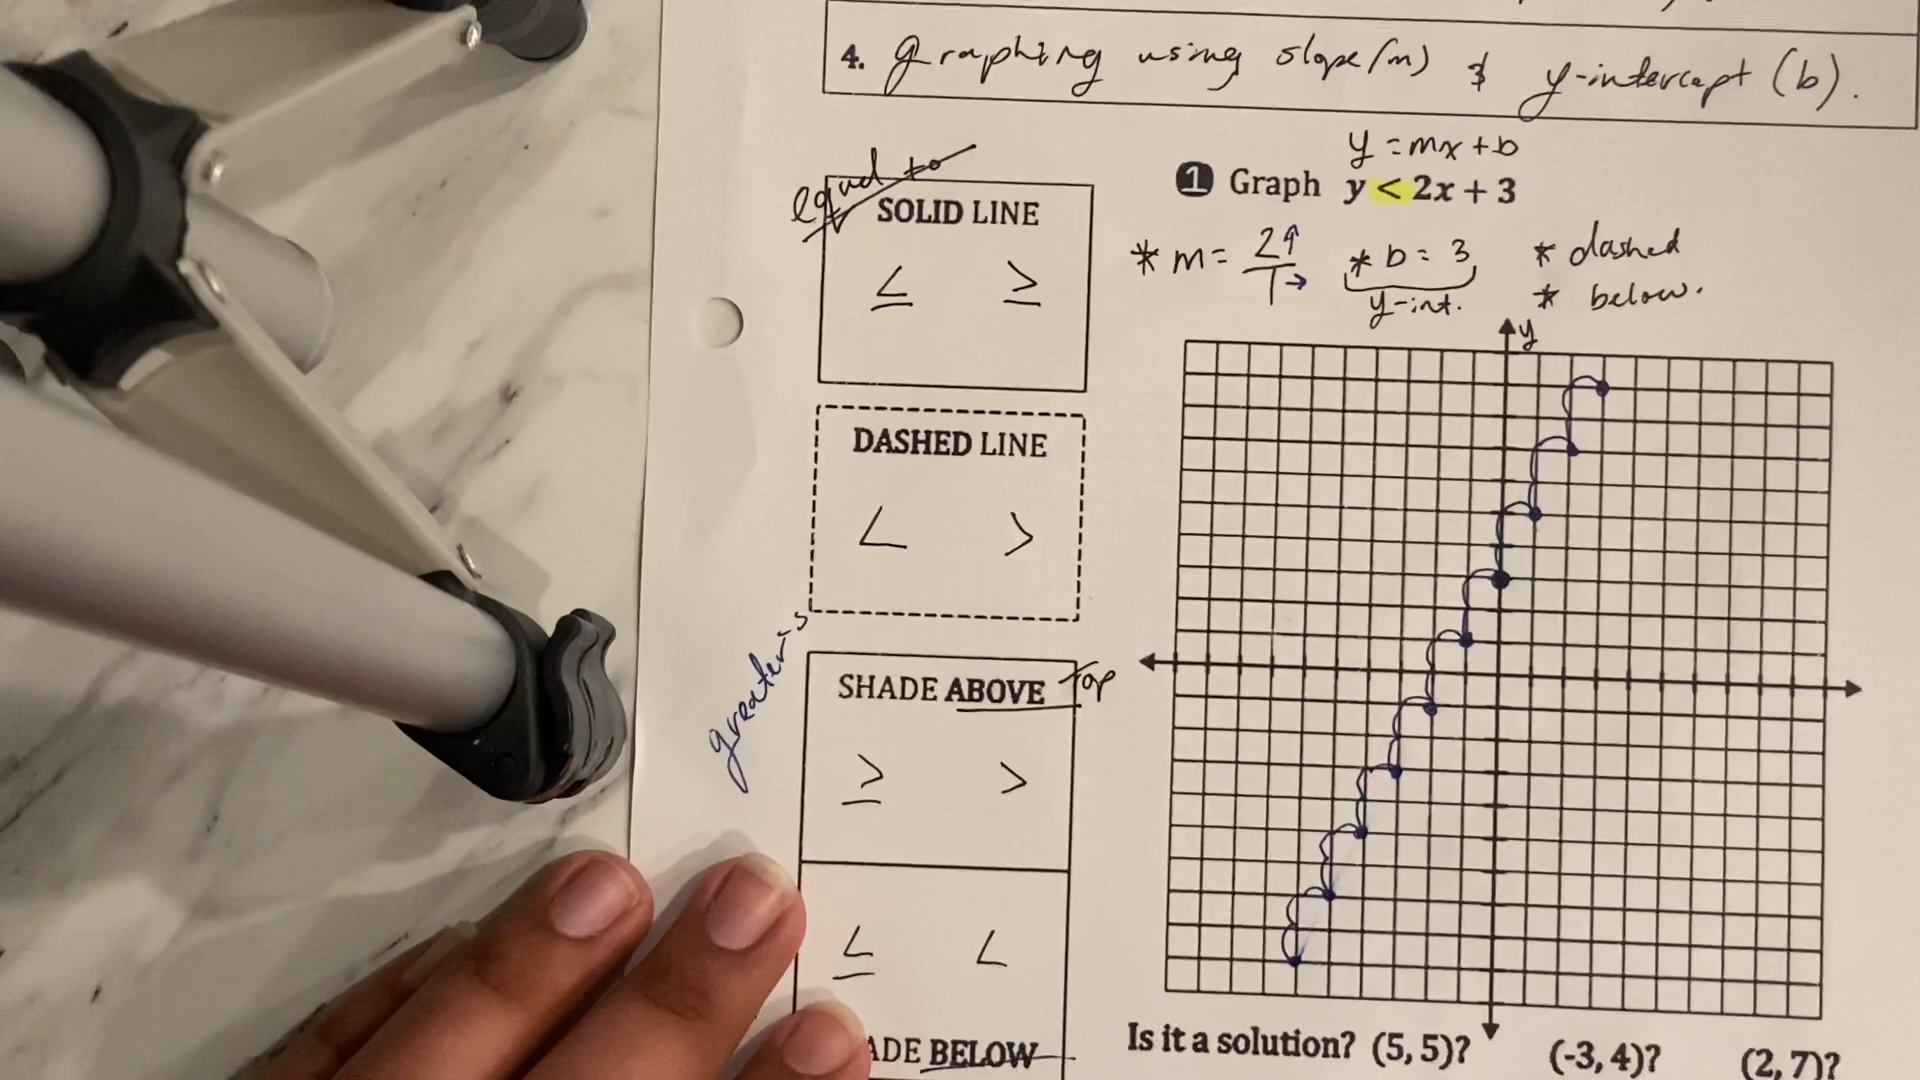 4. graphing using slope (m) & y-intercept (b).
equal to
SOLID LINE
≤ ≥
DASHED LINE
< >
greater
SHADE ABOVE Top
≥ >
≤ <
ADE BELOW
y = mx + b
1 Graph y < 2x + 3
* m = 2↑/1→ * b = 3 * dashed
y-int. * below.
y
Is it a solution? (5, 5)? (-3, 4)? (2, 7)?